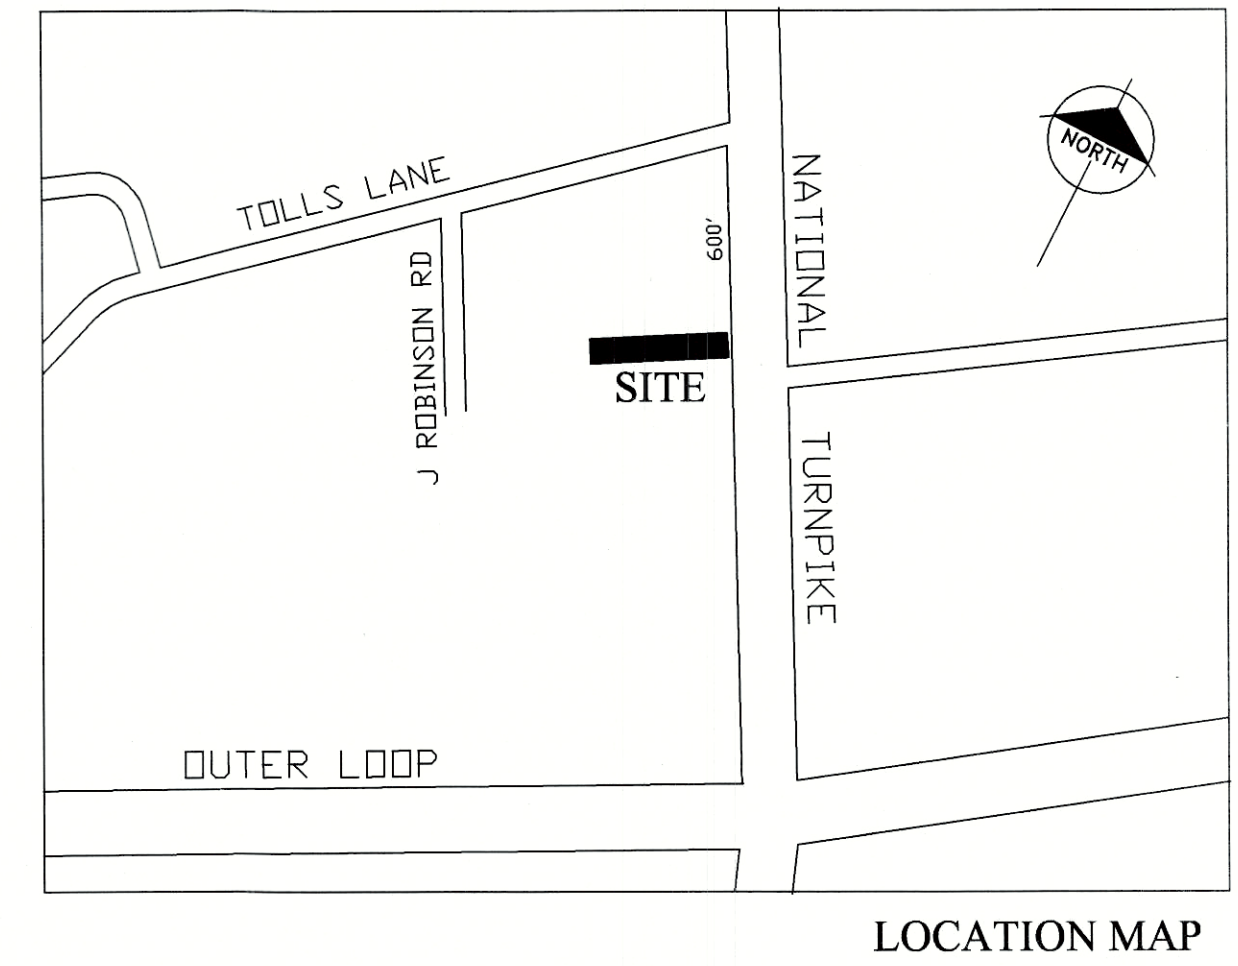 TOLLS LANE
NORTH
NATIONAL
600'
J ROBINSON RD
SITE
TURNPIKE
OUTER LOOP
LOCATION MAP